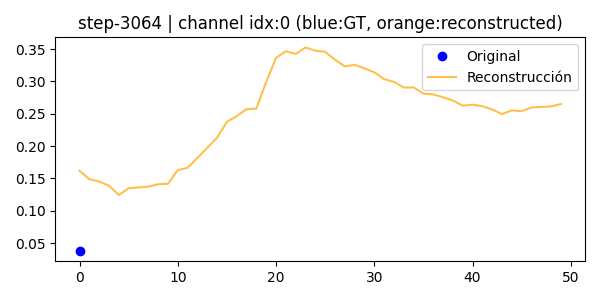 step-3064 | channel idx:0 (blue:GT, orange:reconstructed)
Original
Reconstrucción
0.35
0.30
0.25
0.20
0.15
0.10
0.05
0 10 20 30 40 50